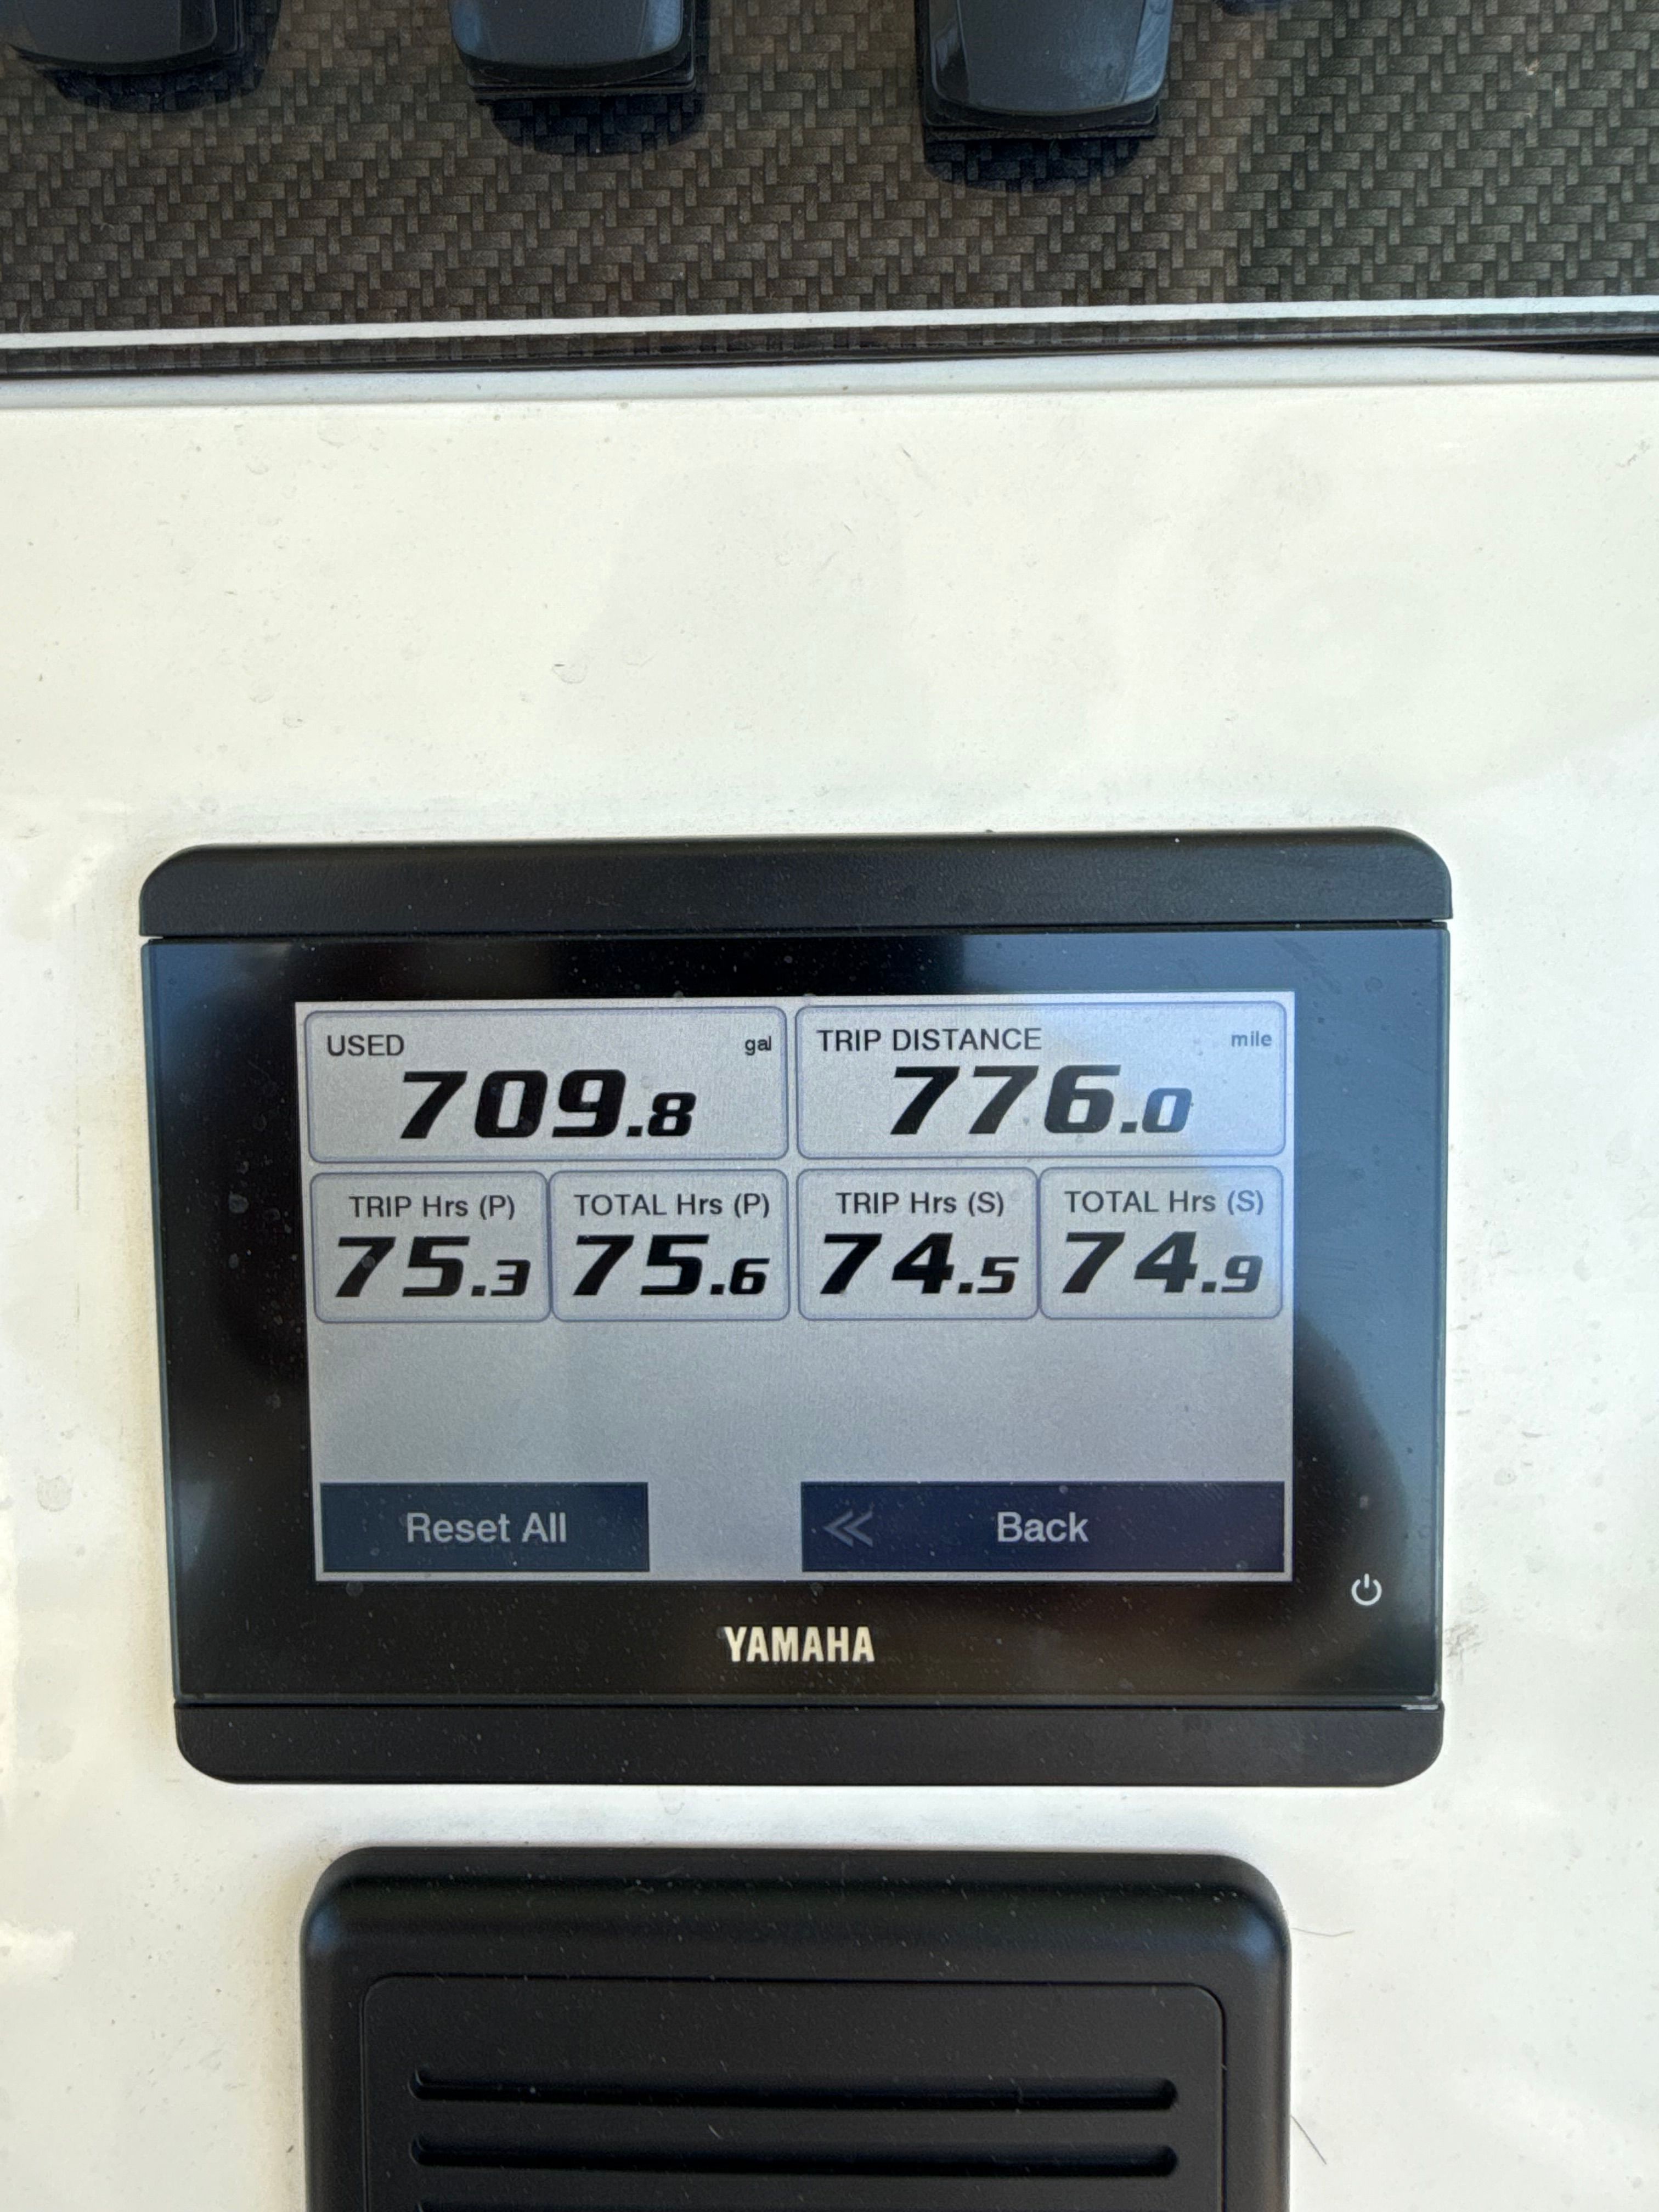 USED gal TRIP DISTANCE mile
709.8 776.0
TRIP Hrs (P) TOTAL Hrs (P) TRIP Hrs (S) TOTAL Hrs (S)
75.3 75.6 74.5 74.9
Reset All Back
YAMAHA